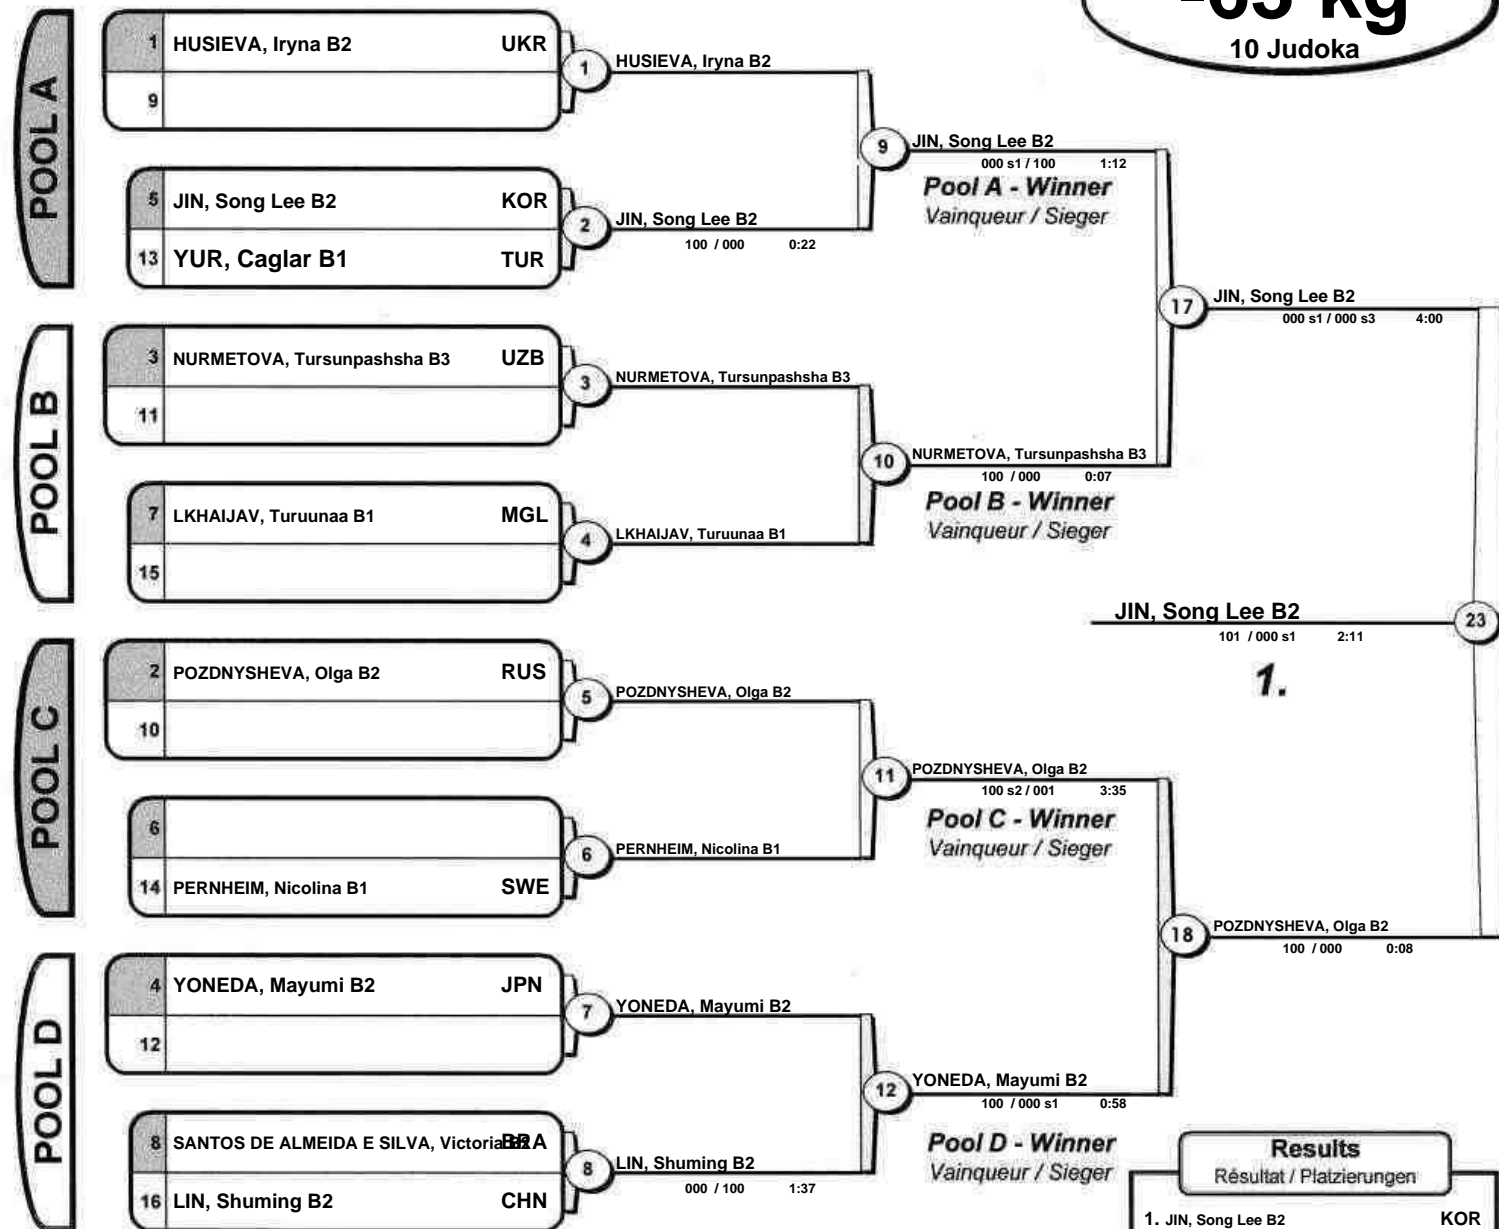 -63 kg
10 Judoka
POOL A
1 HUSIEVA, Iryna B2 UKR
9
1 HUSIEVA, Iryna B2
5 JIN, Song Lee B2 KOR
13 YUR, Caglar B1 TUR
2 JIN, Song Lee B2
100 / 000 0:22
9 JIN, Song Lee B2
000 s1 / 100 1:12
Pool A - Winner
Vainqueur / Sieger
17 JIN, Song Lee B2
000 s1 / 000 s3 4:00
POOL B
3 NURMETOVA, Tursunpashsha B3 UZB
11
3 NURMETOVA, Tursunpashsha B3
7 LKHAIJAV, Turuunaa B1 MGL
15
4 LKHAIJAV, Turuunaa B1
10 NURMETOVA, Tursunpashsha B3
100 / 000 0:07
Pool B - Winner
Vainqueur / Sieger
JIN, Song Lee B2 23
101 / 000 s1 2:11
1.
POOL C
2 POZDNYSHEVA, Olga B2 RUS
10
5 POZDNYSHEVA, Olga B2
6
14 PERNHEIM, Nicolina B1 SWE
6 PERNHEIM, Nicolina B1
11 POZDNYSHEVA, Olga B2
100 s2 / 001 3:35
Pool C - Winner
Vainqueur / Sieger
18 POZDNYSHEVA, Olga B2
100 / 000 0:08
POOL D
4 YONEDA, Mayumi B2 JPN
12
7 YONEDA, Mayumi B2
8 SANTOS DE ALMEIDA E SILVA, Victoria BRA
16 LIN, Shuming B2 CHN
8 LIN, Shuming B2
000 / 100 1:37
12 YONEDA, Mayumi B2
100 / 000 s1 0:58
Pool D - Winner
Vainqueur / Sieger
Results
Résultat / Platzierungen
1. JIN, Song Lee B2 KOR